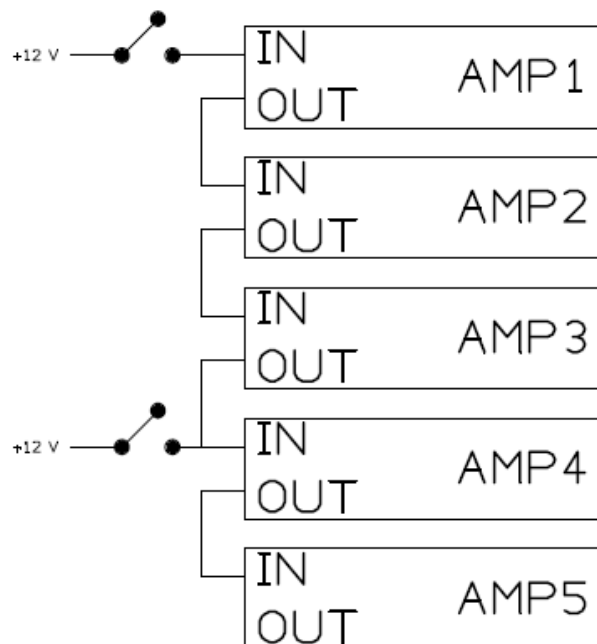 +12 V IN AMP1
OUT
IN AMP2
OUT
IN AMP3
OUT
+12 V IN AMP4
OUT
IN AMP5
OUT